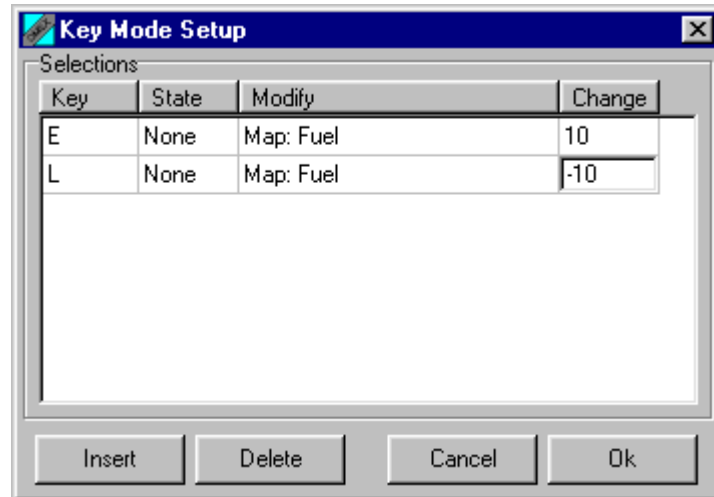 Key Mode Setup
Selections
Key State Modify Change
E None Map: Fuel 10
L None Map: Fuel -10
Insert Delete Cancel Ok